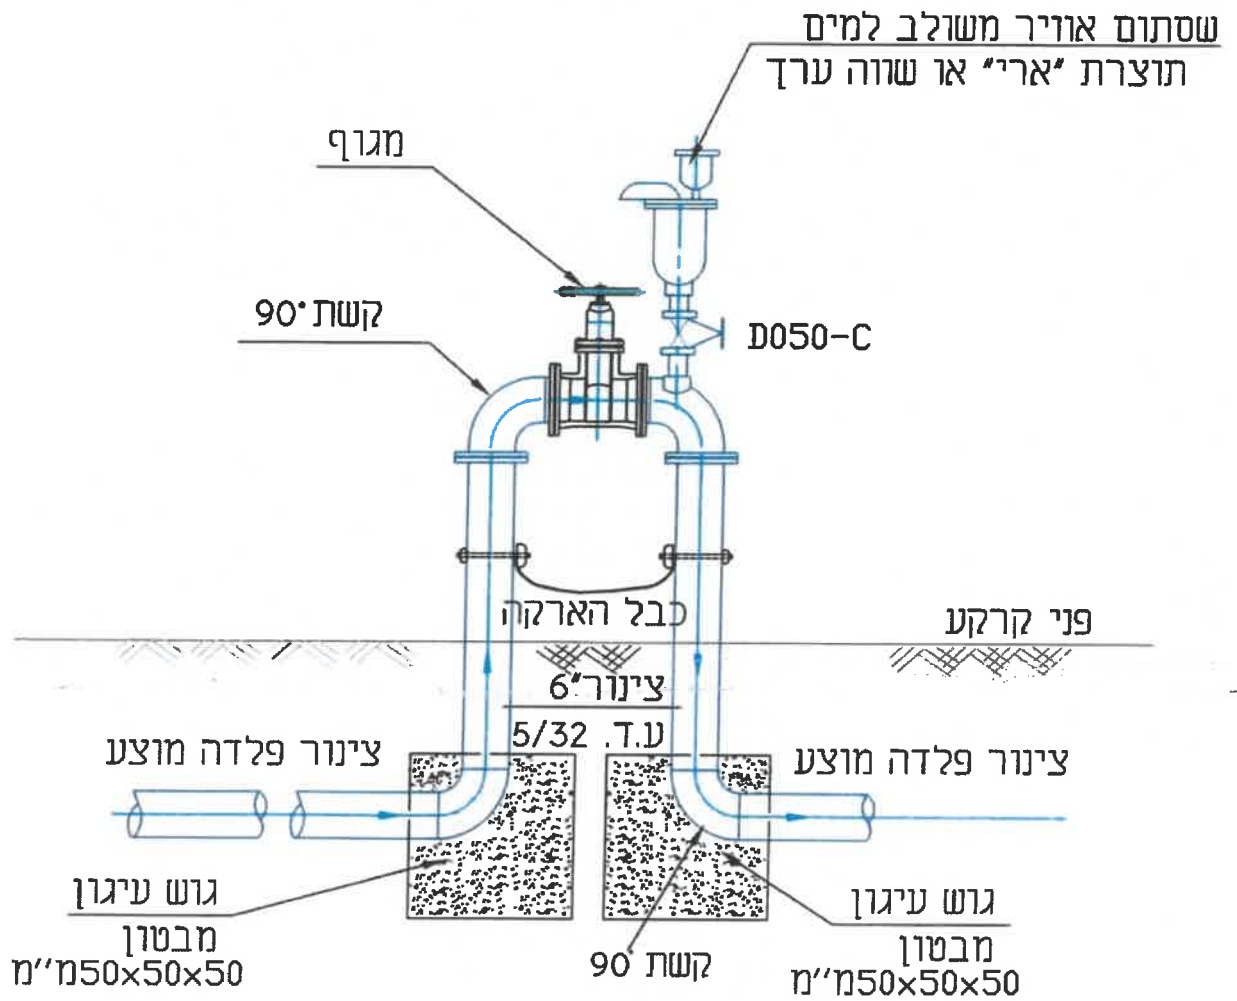 שסתום אוויר משולב למים
תוצרת "ארי" או שווה ערך
מגוף
קשת 90°
D050-C
כבל הארקה
פני קרקע
צינור 6"
ע.ד. 5/32
צינור פלדה מוצע
צינור פלדה מוצע
גוש עיגון
מבטון
50x50x50מ''מ
קשת 90°
גוש עיגון
מבטון
50x50x50מ''מ